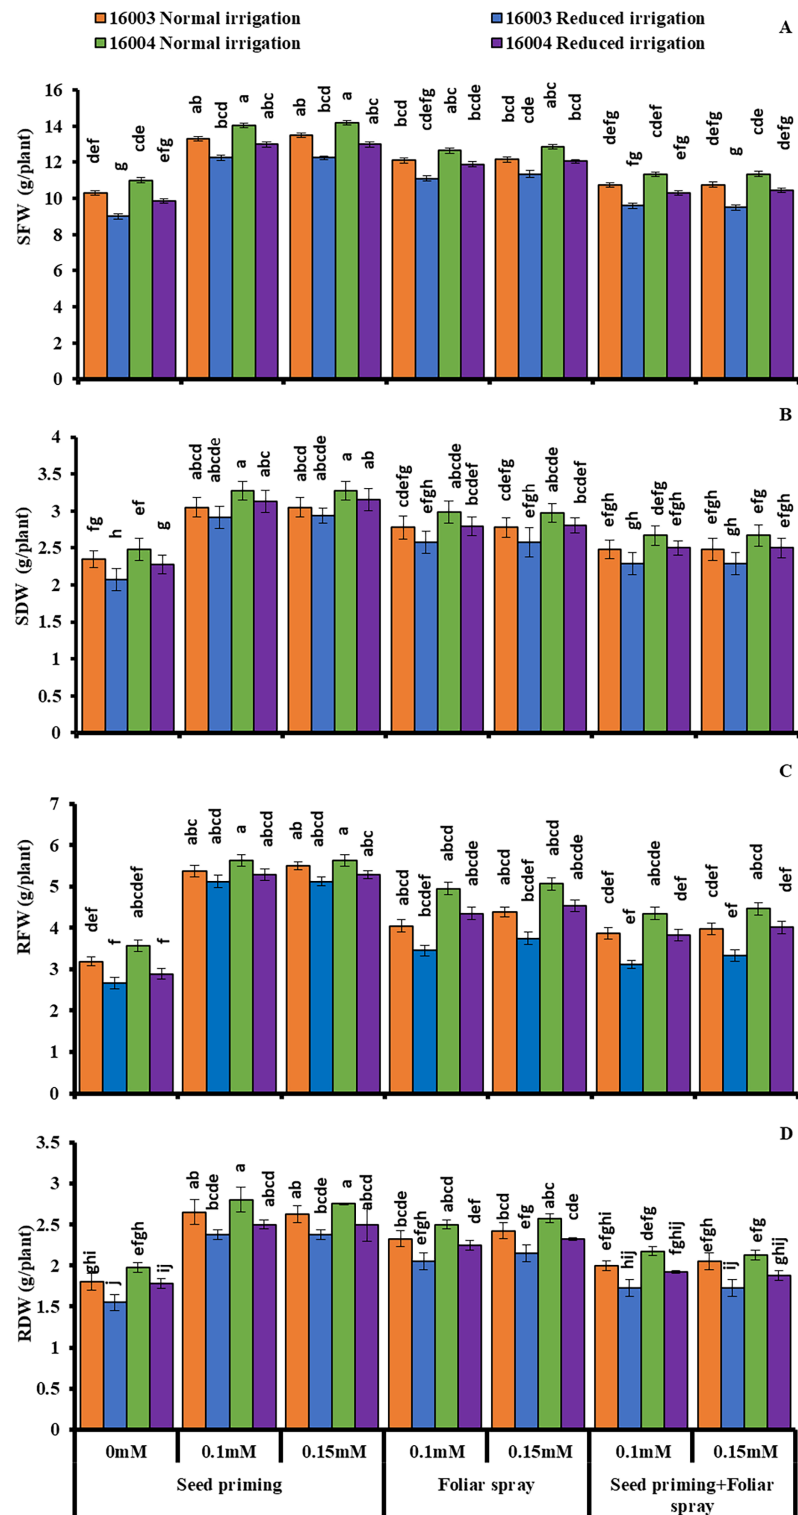 16003 Normal irrigation 16003 Reduced irrigation
16004 Normal irrigation 16004 Reduced irrigation
A
SFW (g/plant)
16
14
12
10
8
6
4
2
0
def g cde efg ab bcd a abc ab bcd a abc bcd cdefg abc bcde bcd cde abc bcd defg fg cdef efg defg g cde defg
B
SDW (g/plant)
4
3.5
3
2.5
2
1.5
1
0.5
0
fg h ef g abcd abcde a abc abcd abcde a ab cdefg efgh abcde bcdef cdefg efgh abcde bcdef efgh gh defg efgh efgh gh efg efgh
C
RFW (g/plant)
7
6
5
4
3
2
1
0
def f abcdef f abc abcd a abcd ab abcd a abc abcd bcdef abcd abcde abcd bcdef abcd abcde cdef ef abcde def cdef ef abcd def
D
RDW (g/plant)
3.5
3
2.5
2
1.5
1
0.5
0
ghi j efgh ij ab bcde a abcd ab bcde a abcd bcde efgh abcd def bcd efg abc cde efghi hij defg fghij efgh ij efg ghij
0mM 0.1mM 0.15mM 0.1mM 0.15mM 0.1mM 0.15mM
Seed priming Foliar spray Seed priming+Foliar
spray